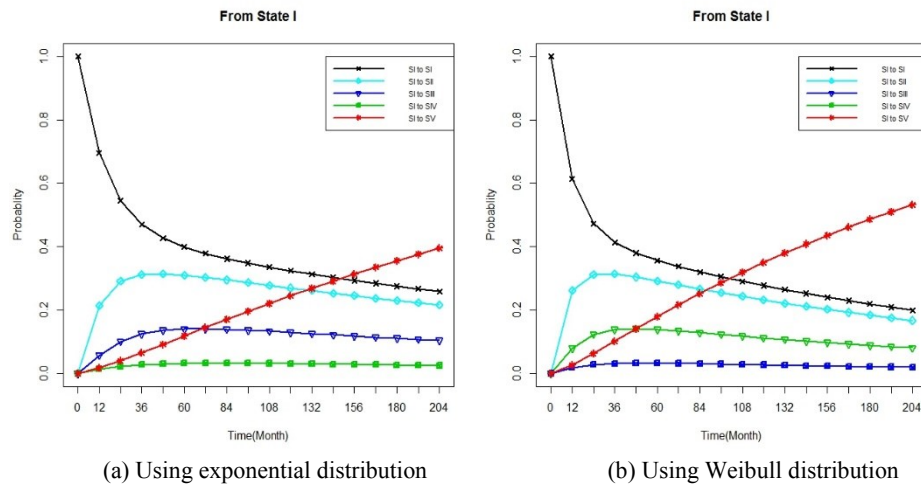 From State I
Probablity
1.0
0.8
0.6
0.4
0.2
0.0
SI to SI
SI to SII
SI to SIII
SI to SIV
SI to SV
0 12 36 60 84 108 132 156 180 204
Time(Month)
(a) Using exponential distribution
From State I
Probablity
1.0
0.8
0.6
0.4
0.2
0.0
SI to SI
SI to SII
SI to SIII
SI to SIV
SI to SV
0 12 36 60 84 108 132 156 180 204
Time(Month)
(b) Using Weibull distribution